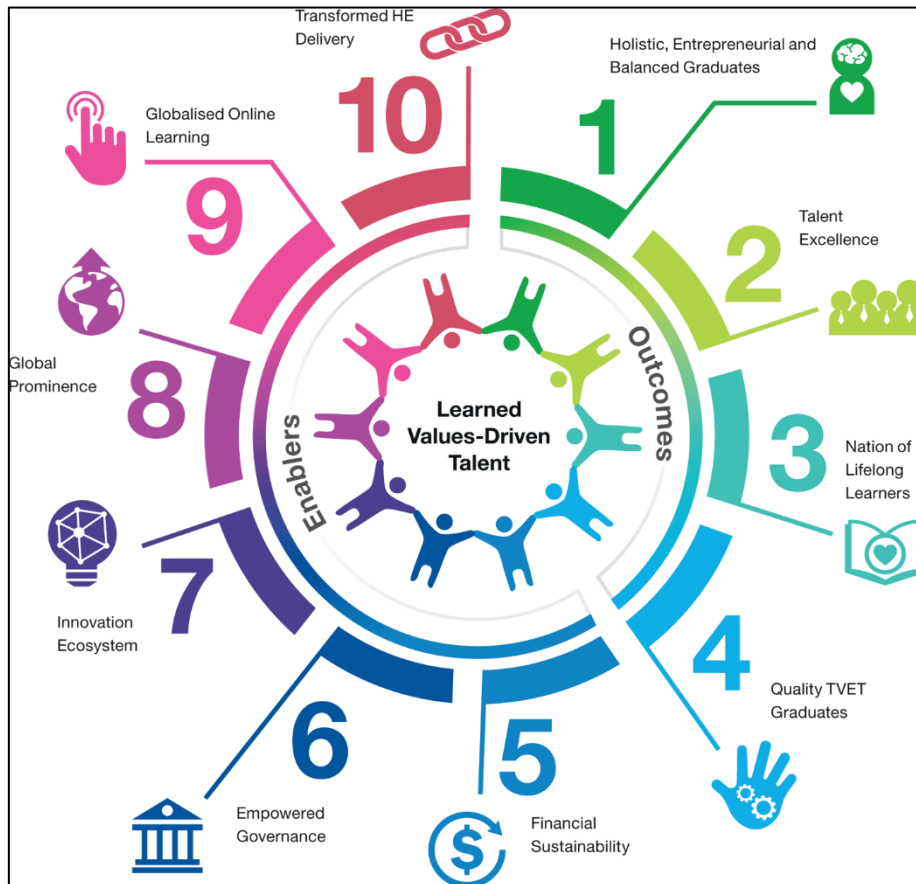 Transformed HE
Delivery
10
Holistic, Entrepreneurial and
Balanced Graduates
1
Talent
Excellence
2
Nation of
Lifelong
Learners
3
Quality TVET
Graduates
4
Financial
Sustainability
5
$
Empowered
Governance
6
Innovation
Ecosystem
7
Global
Prominence
8
Globalised Online
Learning
9
Outcomes
Enablers
Learned
Values-Driven
Talent